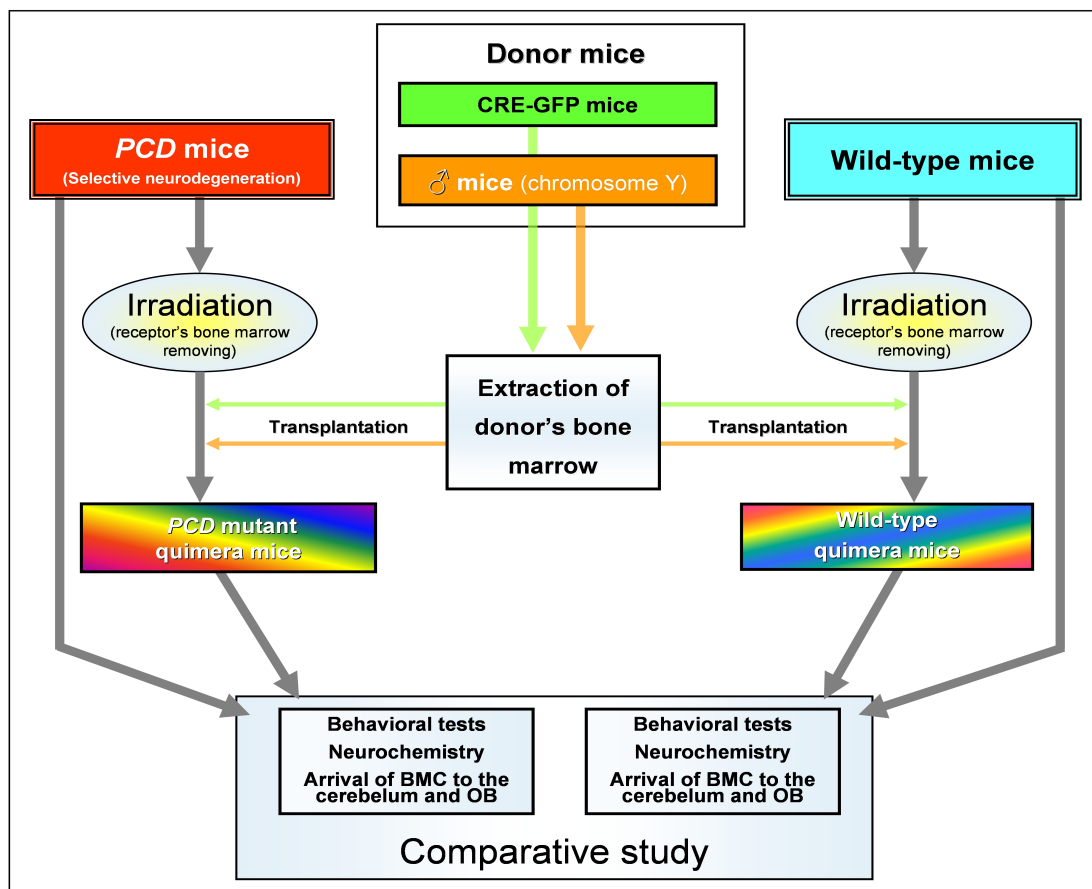 Donor mice
CRE-GFP mice
♂ mice (chromosome Y)
PCD mice
(Selective neurodegeneration)
Wild-type mice
Irradiation
(receptor's bone marrow
removing)
Irradiation
(receptor's bone marrow
removing)
Extraction of
donor's bone
marrow
Transplantation
Transplantation
PCD mutant
quimera mice
Wild-type
quimera mice
Behavioral tests
Neurochemistry
Arrival of BMC to the
cerebelum and OB
Behavioral tests
Neurochemistry
Arrival of BMC to the
cerebelum and OB
Comparative study